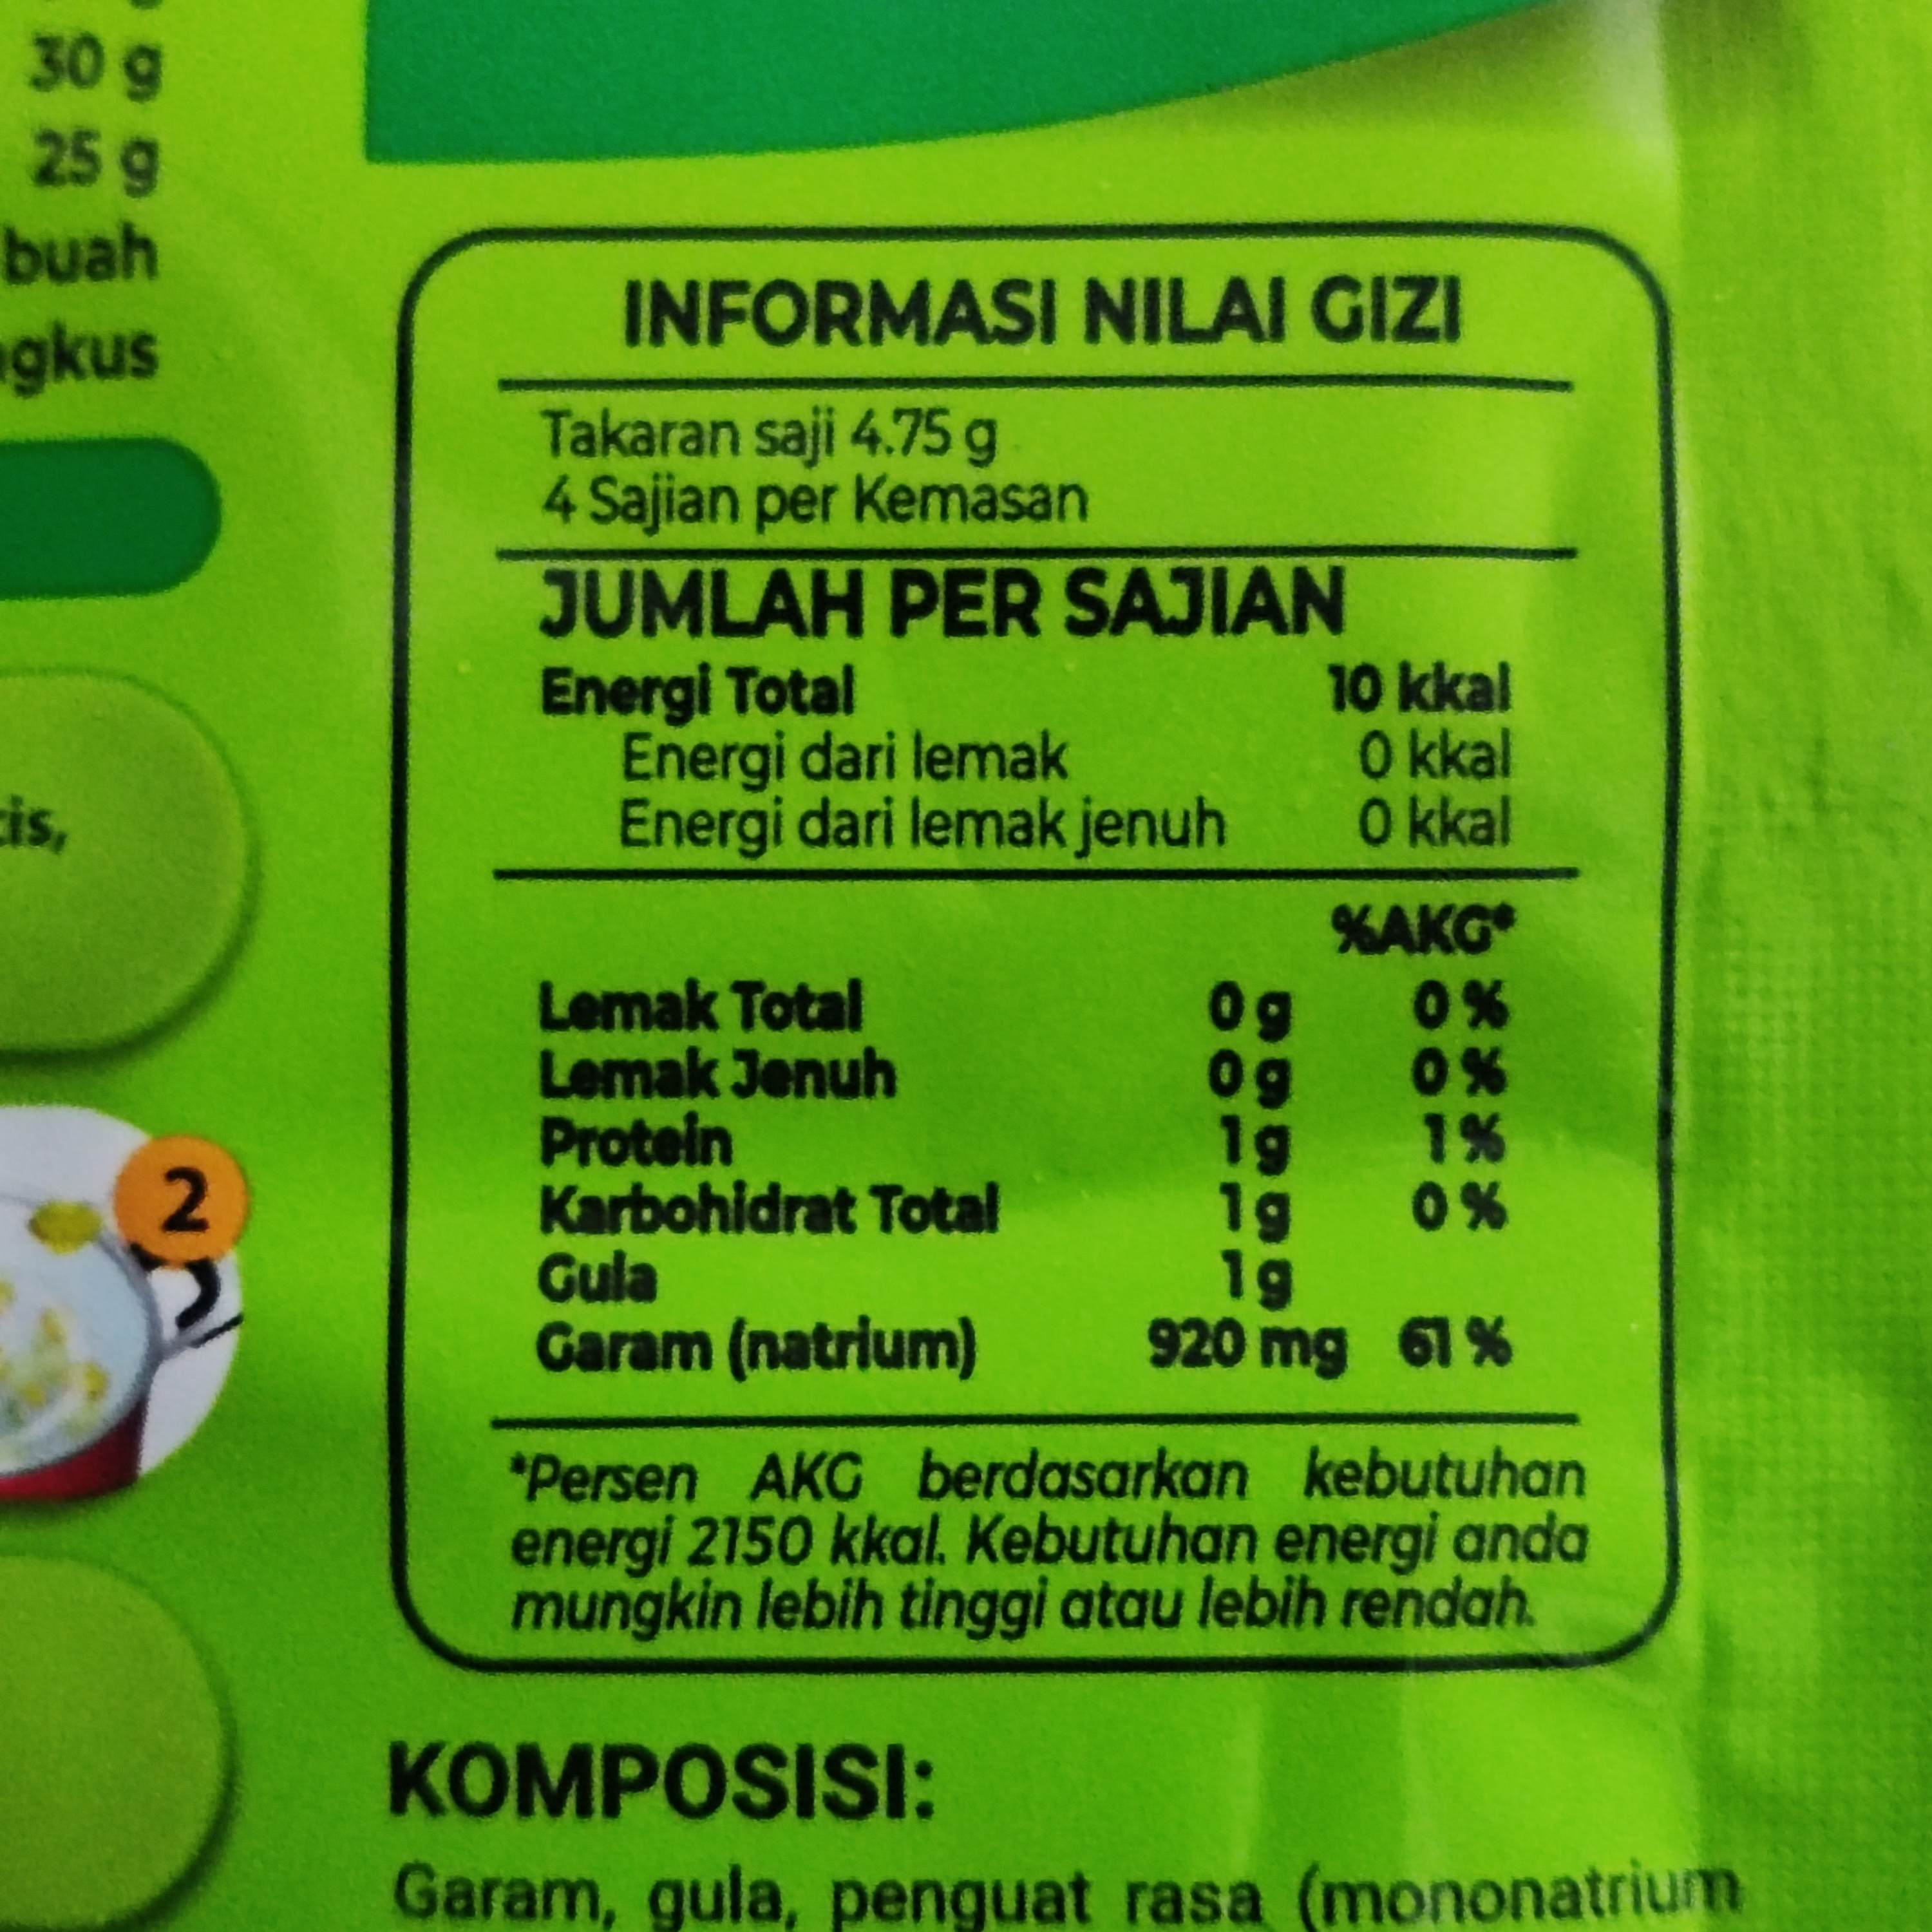 30 g
25 g
buah
gkus
is,
2
INFORMASI NILAI GIZI
Takaran saji 4.75 g
4 Sajian per Kemasan
JUMLAH PER SAJIAN
Energi Total 10 kkal
Energi dari lemak 0 kkal
Energi dari lemak jenuh 0 kkal
%AKG*
Lemak Total 0 g 0 %
Lemak Jenuh 0 g 0 %
Protein 1 g 1 %
Karbohidrat Total 1 g 0 %
Gula 1 g
Garam (natrium) 920 mg 61 %
*Persen AKG berdasarkan kebutuhan
energi 2150 kkal. Kebutuhan energi anda
mungkin lebih tinggi atau lebih rendah.
KOMPOSISI:
Garam, gula, penguat rasa (mononatrium